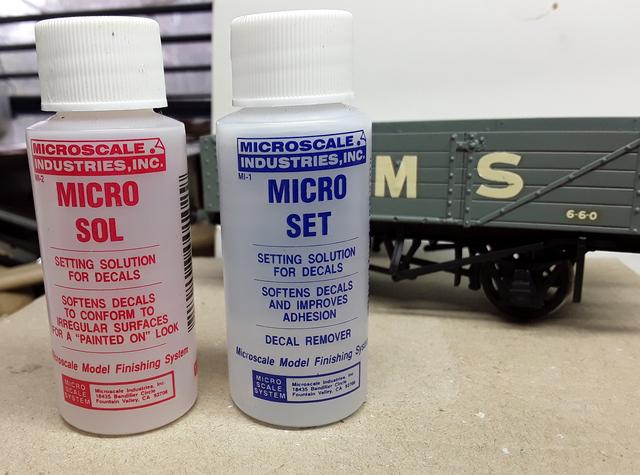 MICROSCALE
INDUSTRIES, INC.
MI-2
MICRO
SOL
SETTING SOLUTION
FOR DECALS
SOFTENS DECALS
TO CONFORM TO
IRREGULAR SURFACES
FOR A "PAINTED ON" LOOK
Microscale Model Finishing System
MICRO
SCALE
SYSTEM
Microscale Industries, Inc.
18435 Bandilier Circle
Fountain Valley, CA 92708
MICROSCALE
INDUSTRIES, INC.
MI-1
MICRO
SET
SETTING SOLUTION
FOR DECALS
SOFTENS DECALS
AND IMPROVES
ADHESION
DECAL REMOVER
Microscale Model Finishing Sys
MICRO
SCALE
SYSTEM
Microscale Industries, Inc.
18435 Bandilier Circle
Fountain Valley, CA 92708
M S
6-6-0